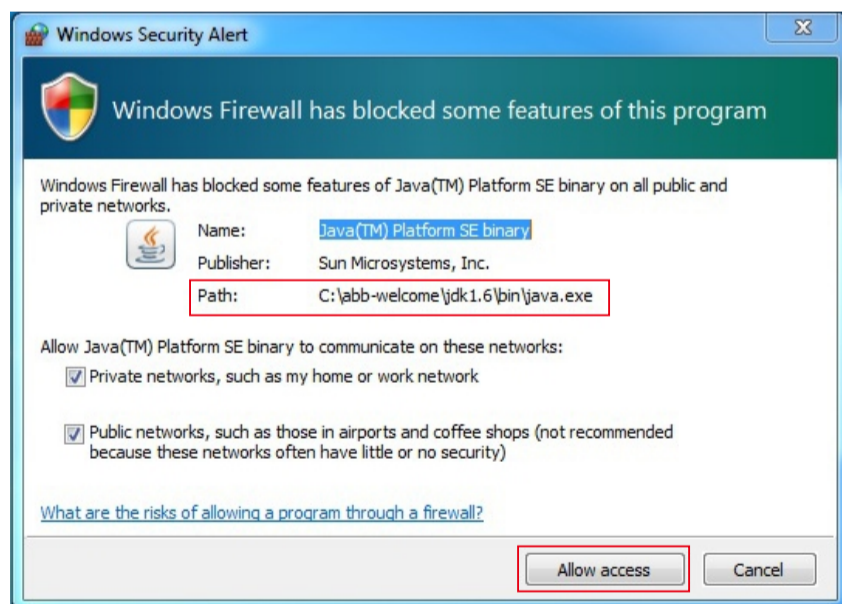 Windows Security Alert
Windows Firewall has blocked some features of this program
Windows Firewall has blocked some features of Java(TM) Platform SE binary on all public and
private networks.
Name: Java(TM) Platform SE binary
Publisher: Sun Microsystems, Inc.
Path: C:\abb-welcome\jdk1.6\bin\java.exe
Allow Java(TM) Platform SE binary to communicate on these networks:
Private networks, such as my home or work network
Public networks, such as those in airports and coffee shops (not recommended
because these networks often have little or no security)
What are the risks of allowing a program through a firewall?
Allow access Cancel